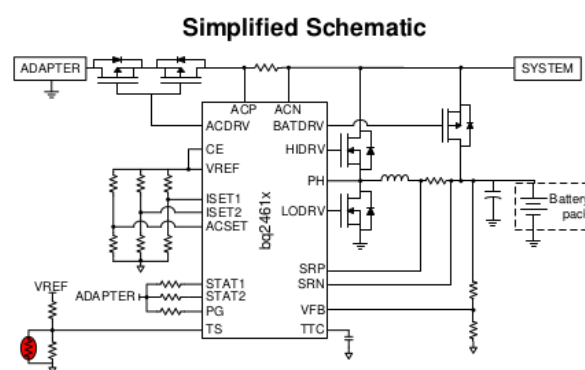 Simplified Schematic
ADAPTER
SYSTEM
ACP
ACN
ACDRV
BATDRV
CE
HIDRV
VREF
PH
ISET1
ISET2
LODRV
ACSET
bq2461x
SRP
STAT1
SRN
VREF
ADAPTER
STAT2
PG
VFB
TS
TTC
Battery
pack